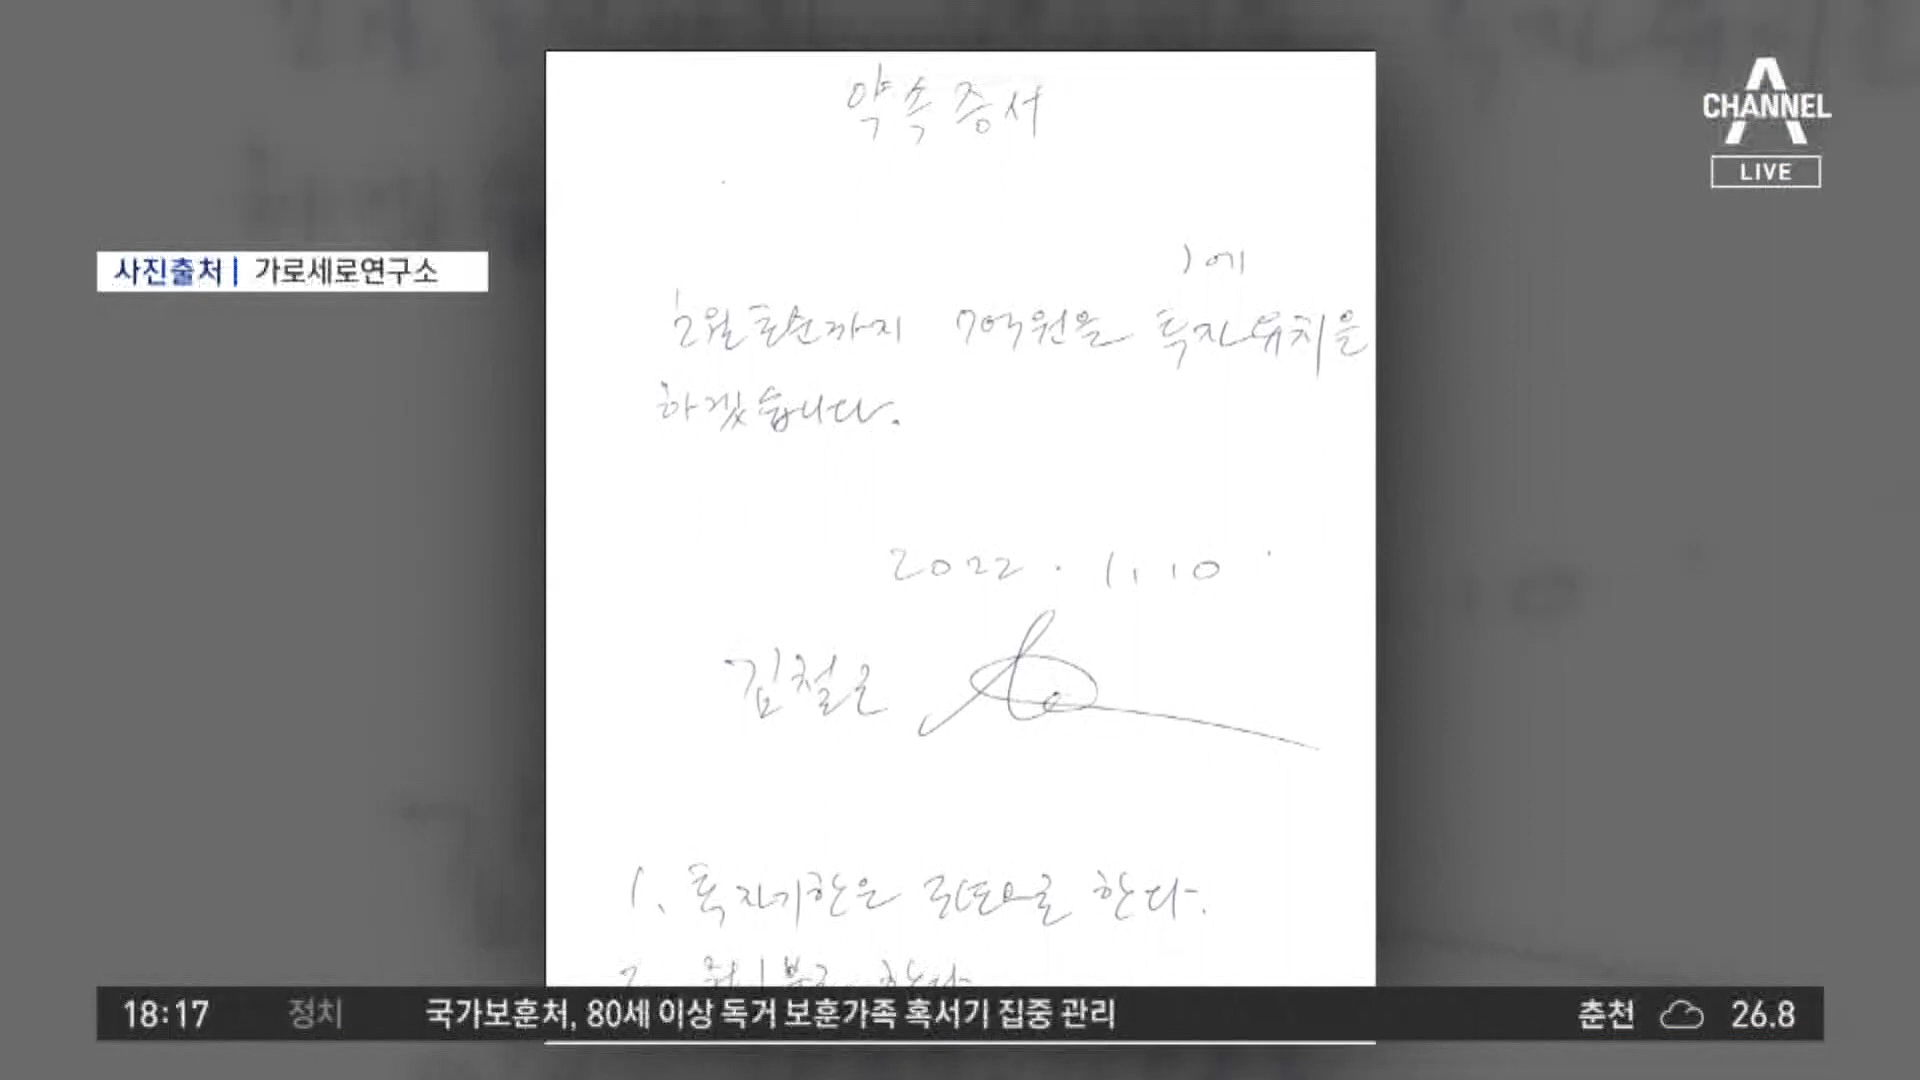 약속증서
CHANNEL A
LIVE
)에
사진출처 | 가로세로연구소
2월 초순까지 7억원을 투자유치를
하겠습니다.
2022. 1. 10
김철근
1. 투자기한은 3년으로 한다.
2. 한다
18:17 정치 국가보훈처, 80세 이상 독거 보훈가족 혹서기 집중 관리 춘천 26.8